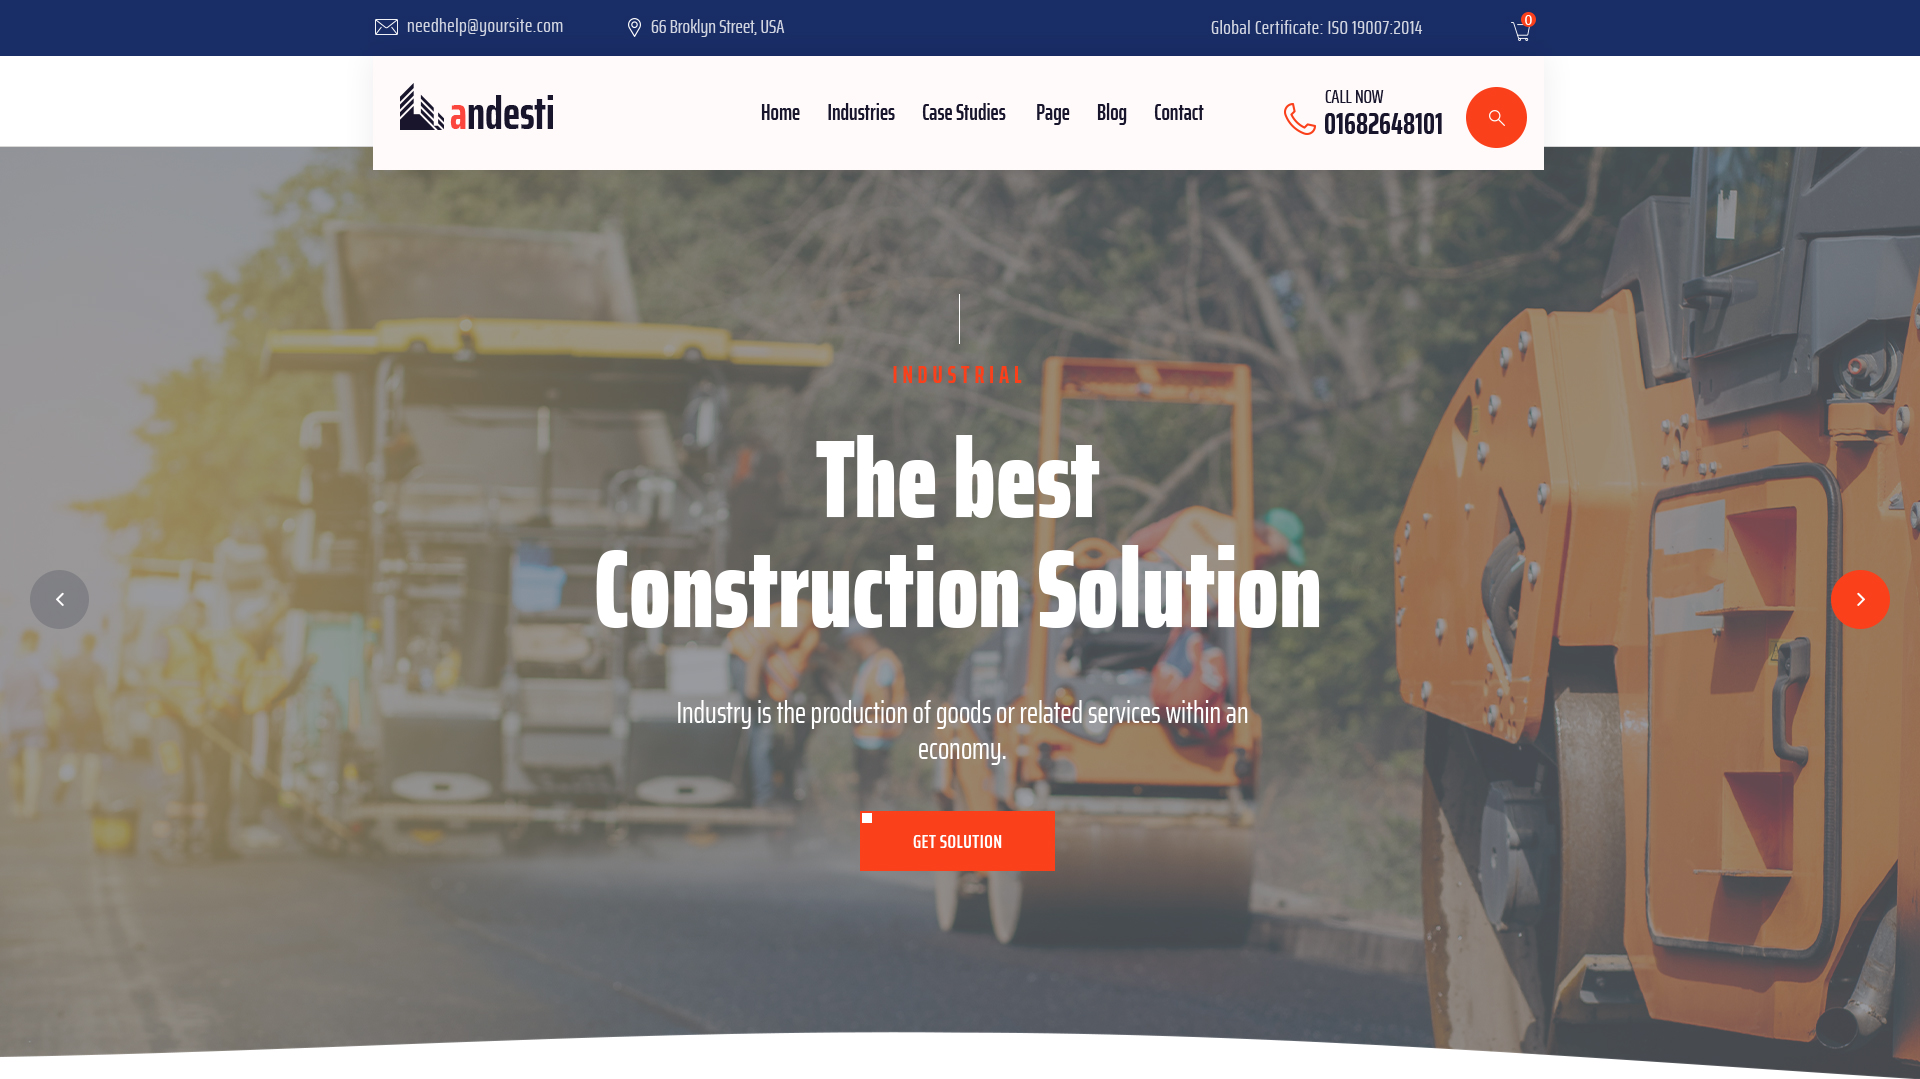 needhelp@yoursite.com
66 Broklyn Street, USA
Global Certificate: ISO 19007:2014
0
andesti
Home
Industries
Case Studies
Page
Blog
Contact
CALL NOW
01682648101
INDUSTRIAL
The best
Construction Solution
Industry is the production of goods or related services within an
economy.
GET SOLUTION